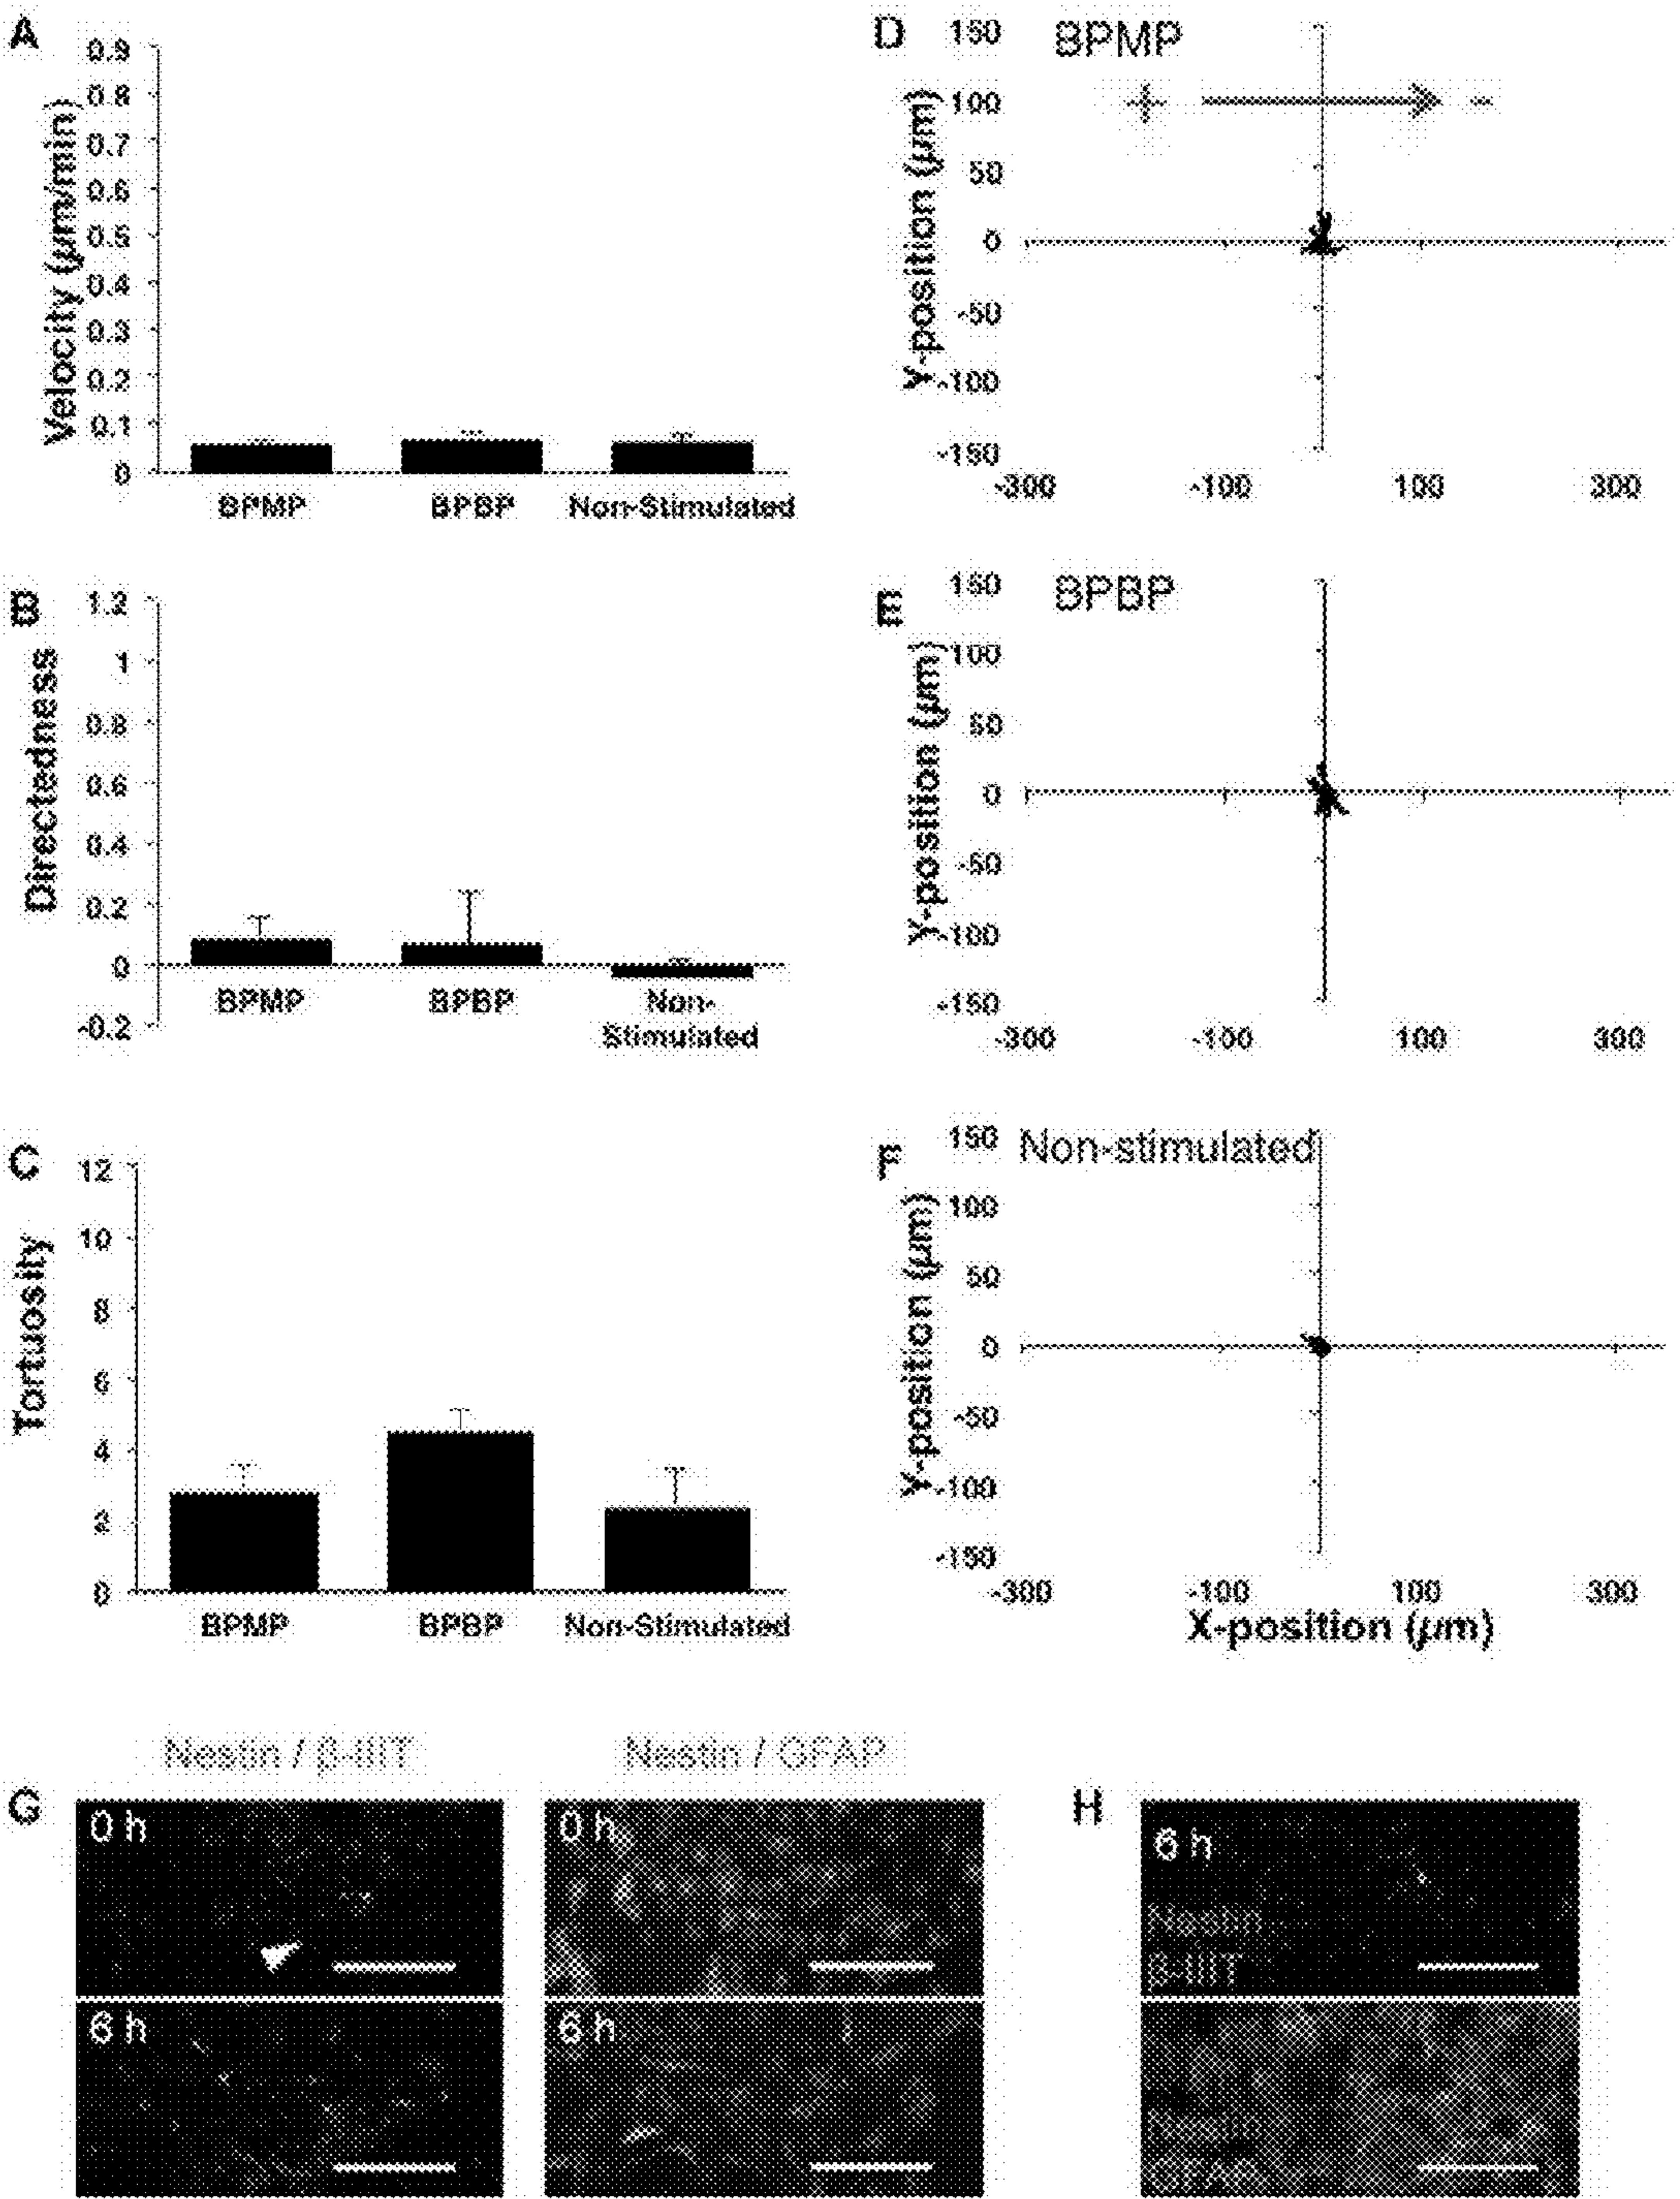 A
Velocity (μm/min)
0.9
0.8
0.7
0.6
0.5
0.4
0.3
0.2
0.1
0
BPMP BPBP Non-Stimulated
B
Directedness
1.2
1
0.8
0.6
0.4
0.2
0
-0.2
BPMP BPBP Non-
Stimulated
C
Tortuosity
12
10
8
6
4
2
0
BPMP BPBP Non-Stimulated
D
BPMP
+ -
Y-position (μm)
150
100
50
0
-50
-100
-150
-300 -100 100 300
E
BPBP
Y-position (μm)
150
100
50
0
-50
-100
-150
-300 -100 100 300
F
Non-stimulated
Y-position (μm)
150
100
50
0
-50
-100
-150
-300 -100 100 300
X-position (μm)
G
Nestin / β-IIIT
Nestin / GFAP
0 h
0 h
6 h
6 h
H
6 h
Nestin
β-IIIT
Nestin
GFAP